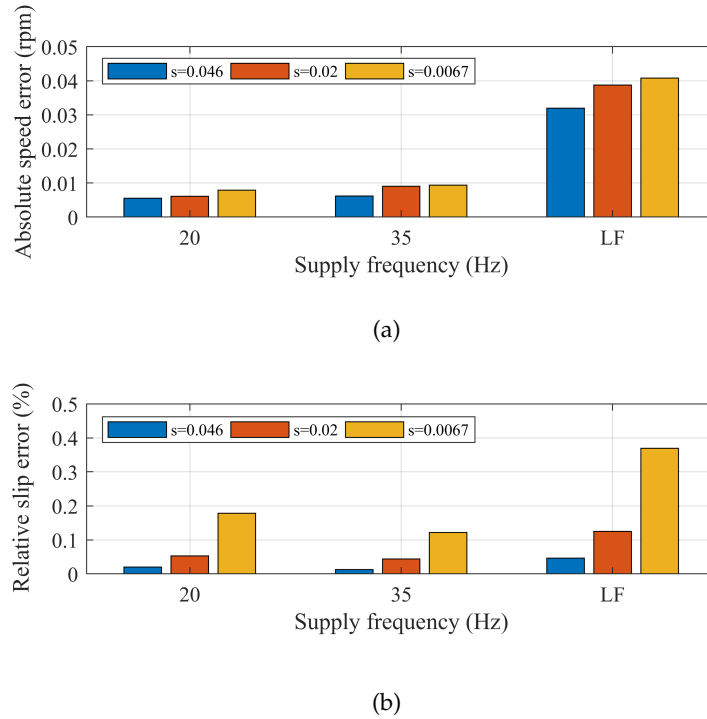 Absolute speed error (rpm)
0.05
0.04
0.03
0.02
0.01
0
s=0.046 s=0.02 s=0.0067
20 35 LF
Supply frequency (Hz)
(a)
Relative slip error (%)
0.5
0.4
0.3
0.2
0.1
0
s=0.046 s=0.02 s=0.0067
20 35 LF
Supply frequency (Hz)
(b)